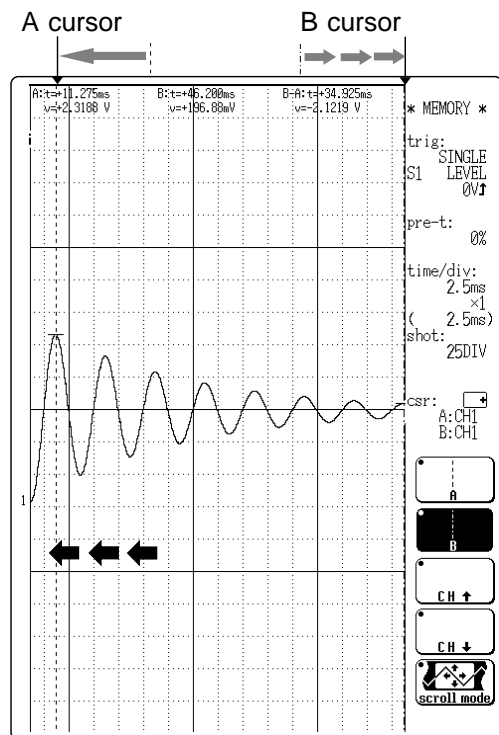 A cursor B cursor
A:t=+11.275ms B:t=+46.200ms B-A:t=+34.925ms
v=+2.3188 V v=+196.88mV v=-2.1219 V
* MEMORY *
trig:
SINGLE
S1 LEVEL
0V↥
pre-t:
0%
time/div:
2.5ms
×1
( 2.5ms)
shot:
25DIV
csr: +
A:CH1
B:CH1
1
A
B
CH ↑
CH ↓
scroll mode